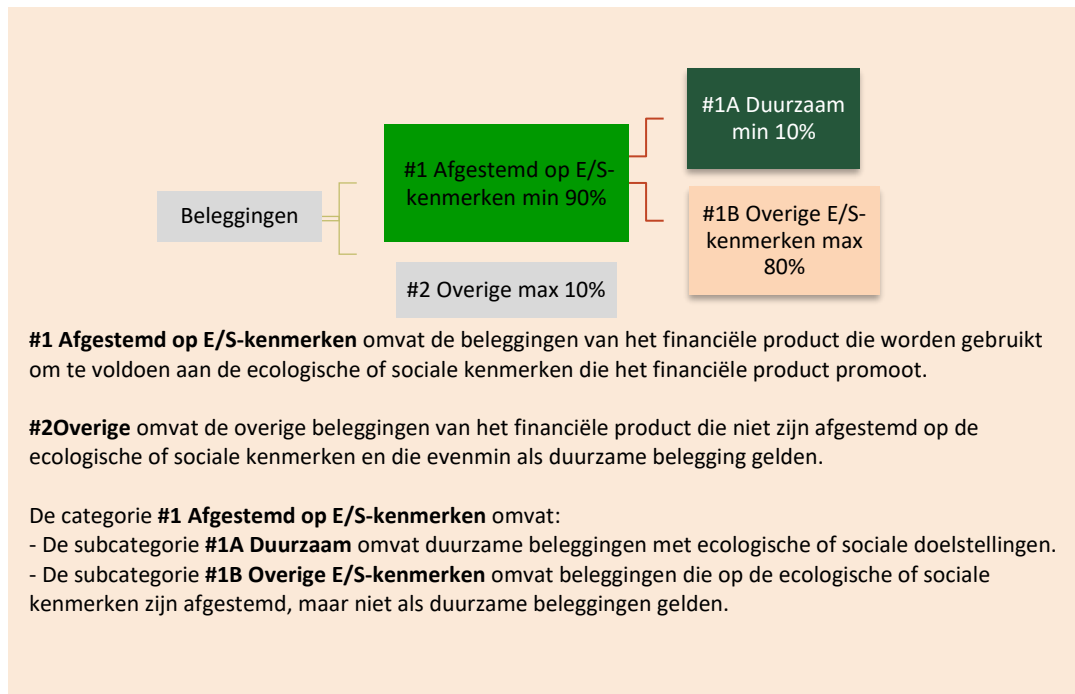 #1A Duurzaam
min 10%
#1 Afgestemd op E/S-
kenmerken min 90%
Beleggingen
#1B Overige E/S-
kenmerken max
80%
#2 Overige max 10%
#1 Afgestemd op E/S-kenmerken omvat de beleggingen van het financiële product die worden gebruikt
om te voldoen aan de ecologische of sociale kenmerken die het financiële product promoot.
#2Overige omvat de overige beleggingen van het financiële product die niet zijn afgestemd op de
ecologische of sociale kenmerken en die evenmin als duurzame belegging gelden.
De categorie #1 Afgestemd op E/S-kenmerken omvat:
- De subcategorie #1A Duurzaam omvat duurzame beleggingen met ecologische of sociale doelstellingen.
- De subcategorie #1B Overige E/S-kenmerken omvat beleggingen die op de ecologische of sociale
kenmerken zijn afgestemd, maar niet als duurzame beleggingen gelden.